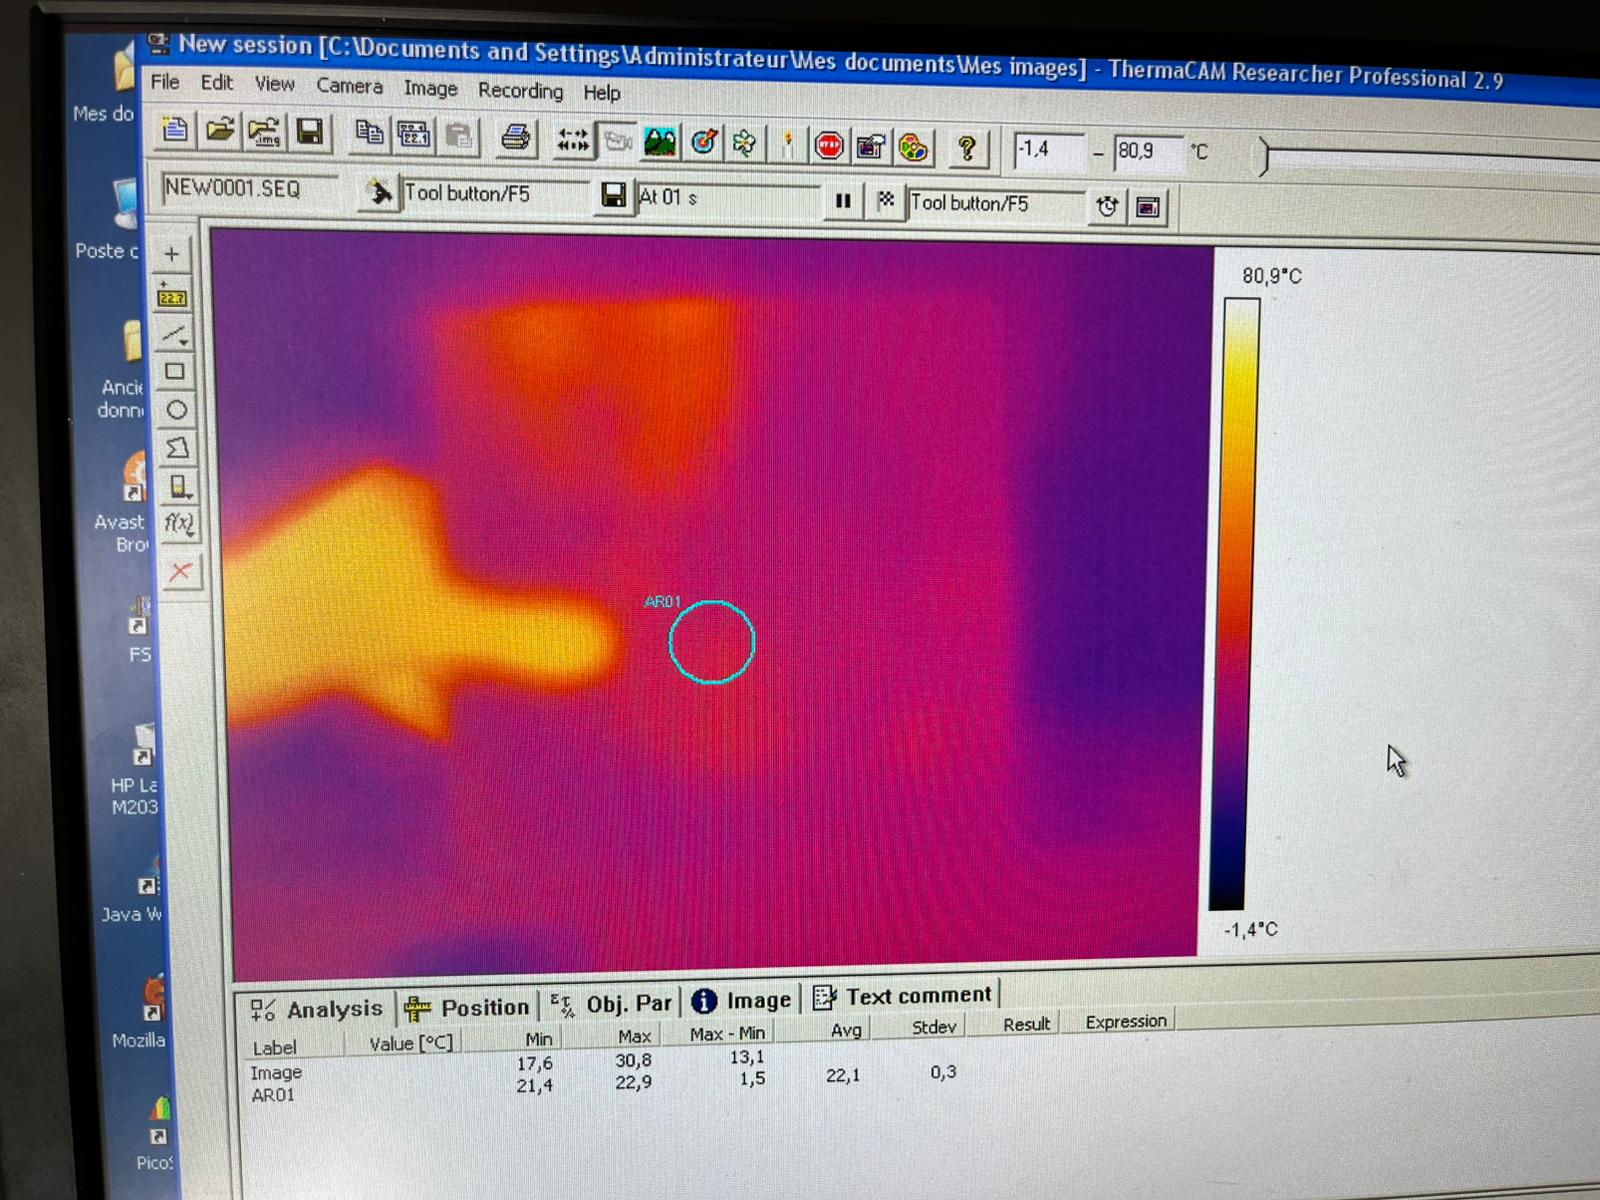 New session [C:\Documents and Settings\Administrateur\Mes documents\Mes images] - ThermaCAM Researcher Professional 2.9
File Edit View Camera Image Recording Help
-1,4 – 80,9 °C
NEW0001.SEQ Tool button/F5 At 01 s Tool button/F5
Mes do
Poste c
Ancie
donn
Avast
Bro
FS
HP La
M203
Java W
Mozilla
PicoS
22.7
f(x)
AR01
80,9°C
-1,4°C
Analysis Position Obj. Par Image Text comment
Label Value [°C] Min Max Max - Min Avg Stdev Result Expression
Image 17,6 30,8 13,1
AR01 21,4 22,9 1,5 22,1 0,3